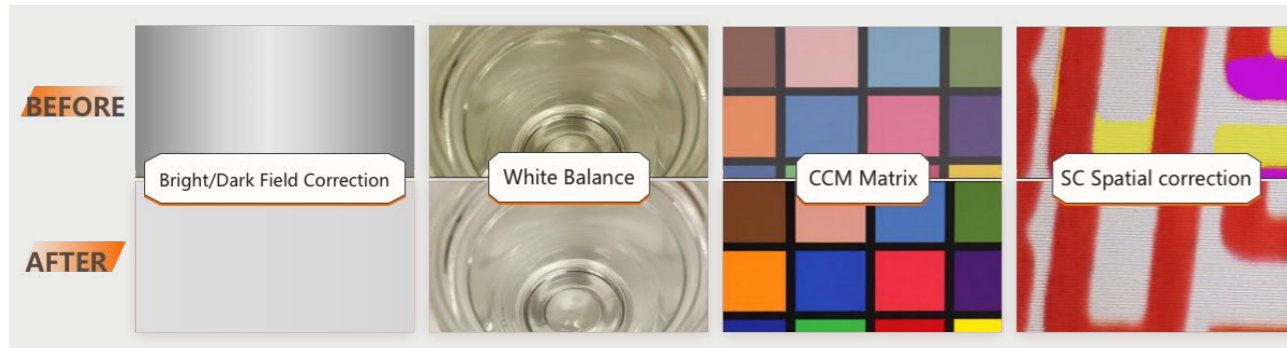 BEFORE
Bright/Dark Field Correction
White Balance
CCM Matrix
SC Spatial correction
AFTER